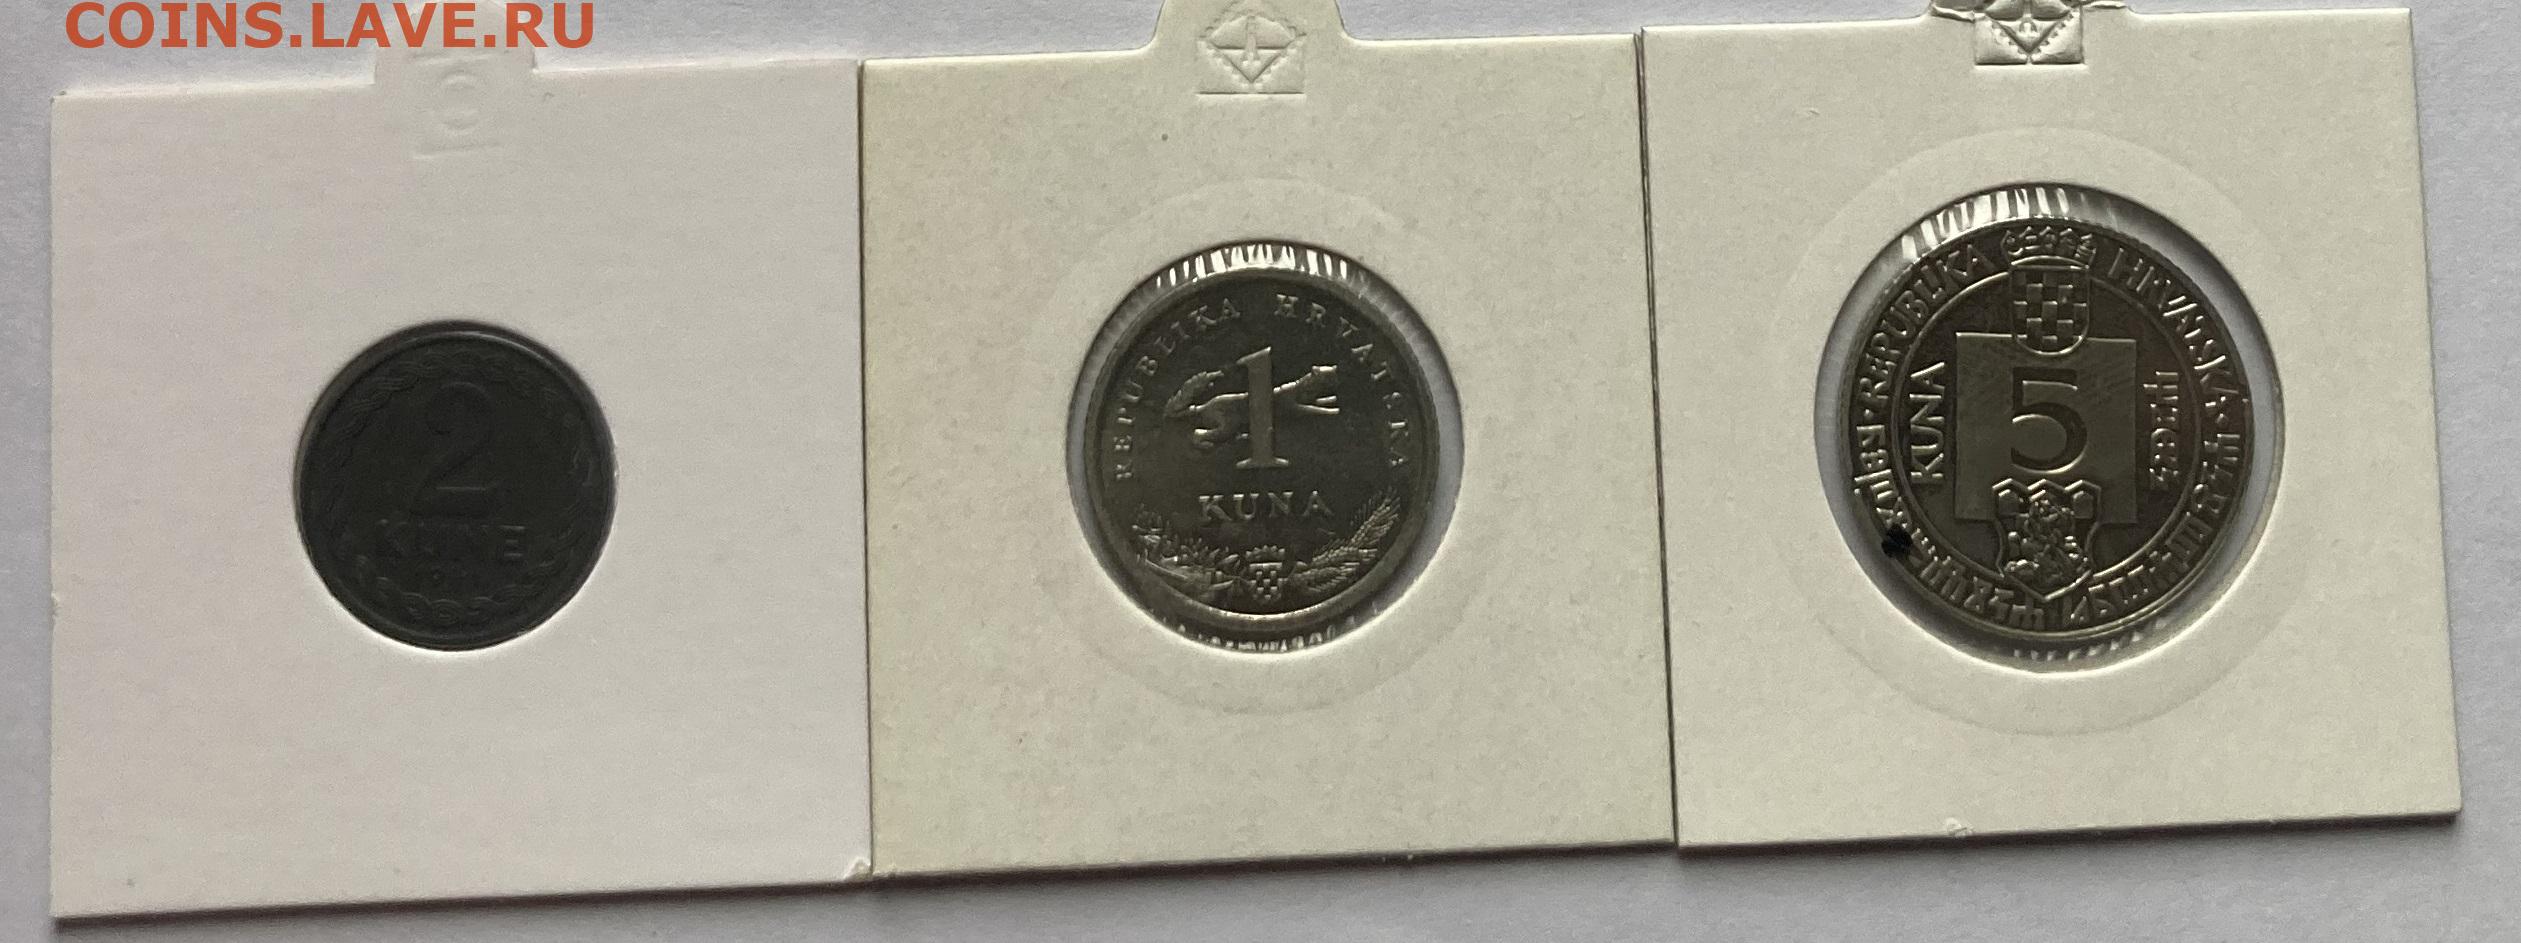 COINS.LAVE.RU
2
KUNE
REPUBLIKA HRVATSKA
1
KUNA
REPUBLIKA HRVATSKA
KUNA
5